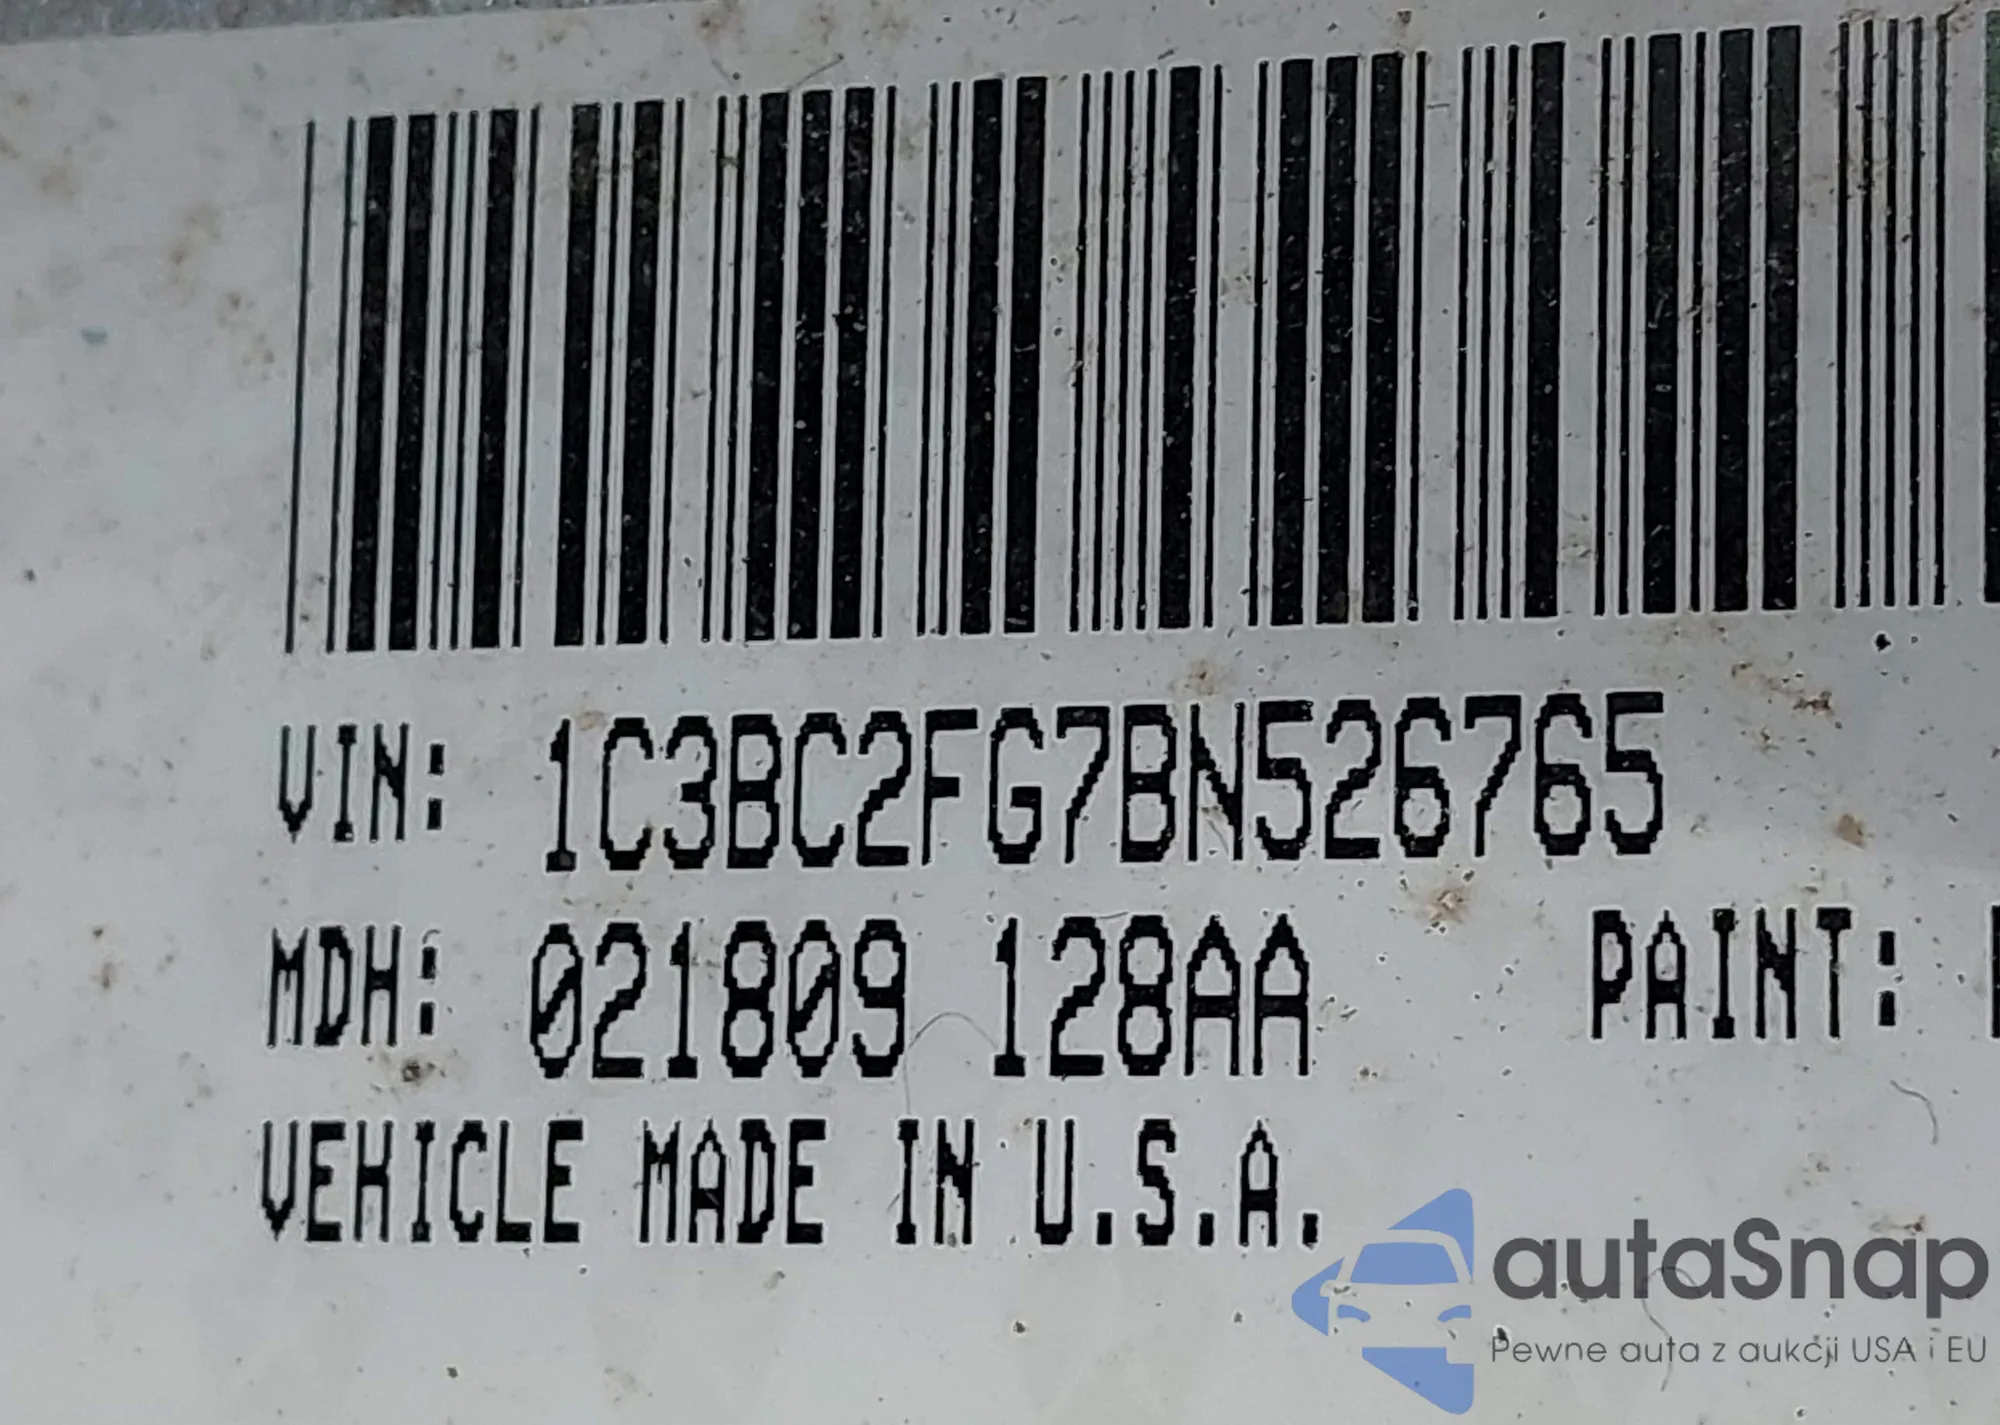 VIN: 1C3BC2FG7BN526765
MDH: 021809 128AA PAINT:
VEHICLE MADE IN U.S.A.
autaSnap
Pewne auta z aukcji USA i EU